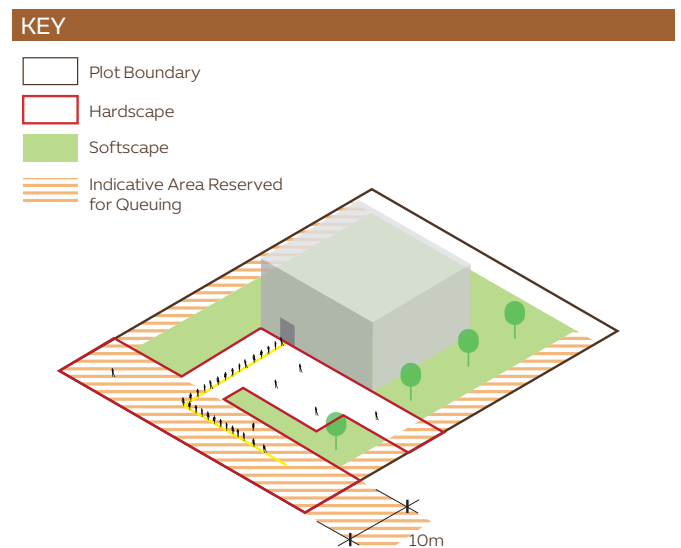 KEY
Plot Boundary
Hardscape
Softscape
Indicative Area Reserved
for Queuing
10m